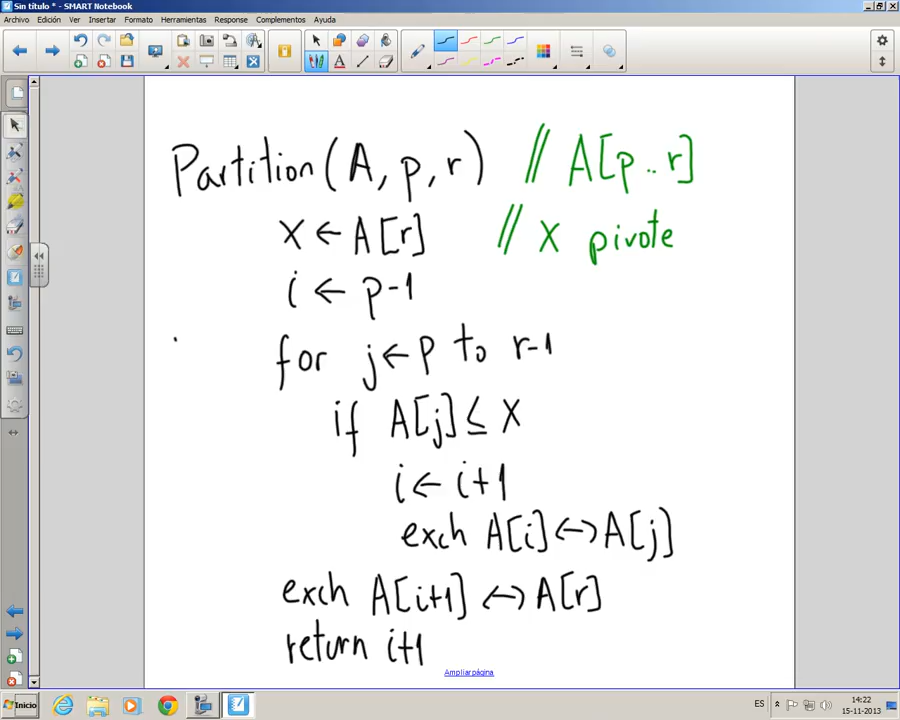 Sin título * - SMART Notebook
Archivo Edición Ver Insertar Formato Herramientas Response Complementos Ayuda
Partition(A, p, r) // A[p..r]
x ← A[r] // x pivote
i ← p-1
for j ← p to r-1
if A[j] ≤ x
i ← i+1
exch A[i] ↔ A[j]
exch A[i+1] ↔ A[r]
return i+1
Ampliar página
Inicio ES 14:22
15-11-2013